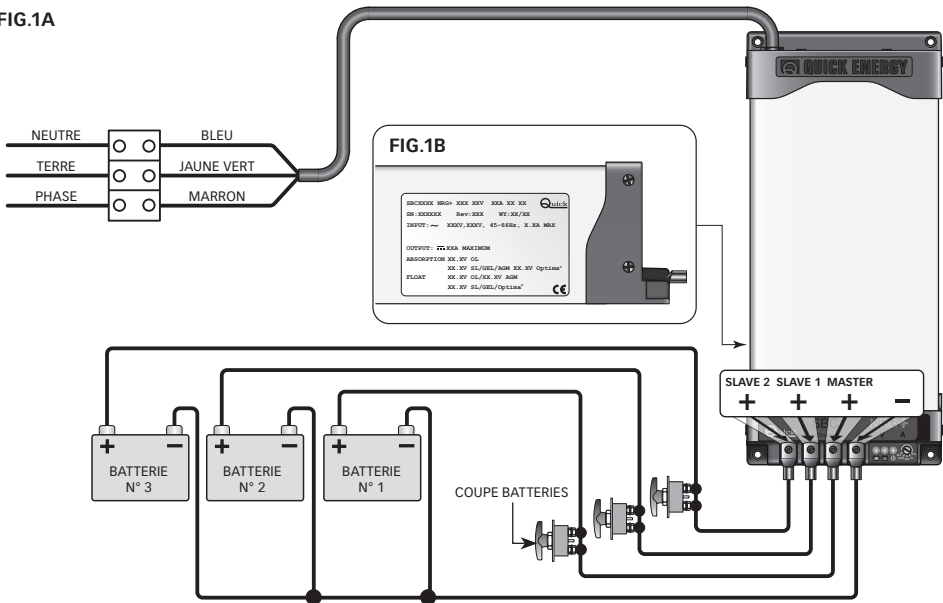 FIG.1A
QUICK ENERGY
NEUTRE
BLEU
TERRE
JAUNE VERT
PHASE
MARRON
FIG.1B
SBCXXXX NRG+ XXX XXV XXA XX XX Quick
SN:XXXXXX Rev:XXX WY:XX/XX
INPUT: ~ XXXV,XXXV, 45-66Hz, X.XA MAX
OUTPUT: XXA MAXIMUM
ABSORPTION XX.XV OL
XX.XV SL/GEL/AGM XX.XV Optima®
FLOAT XX.XV OL/XX.XV AGM
XX.XV SL/GEL/Optima®
CE
SLAVE 2 SLAVE 1 MASTER
+ + + −
+ − + − + −
BATTERIE
N° 3
BATTERIE
N° 2
BATTERIE
N° 1
COUPE BATTERIES